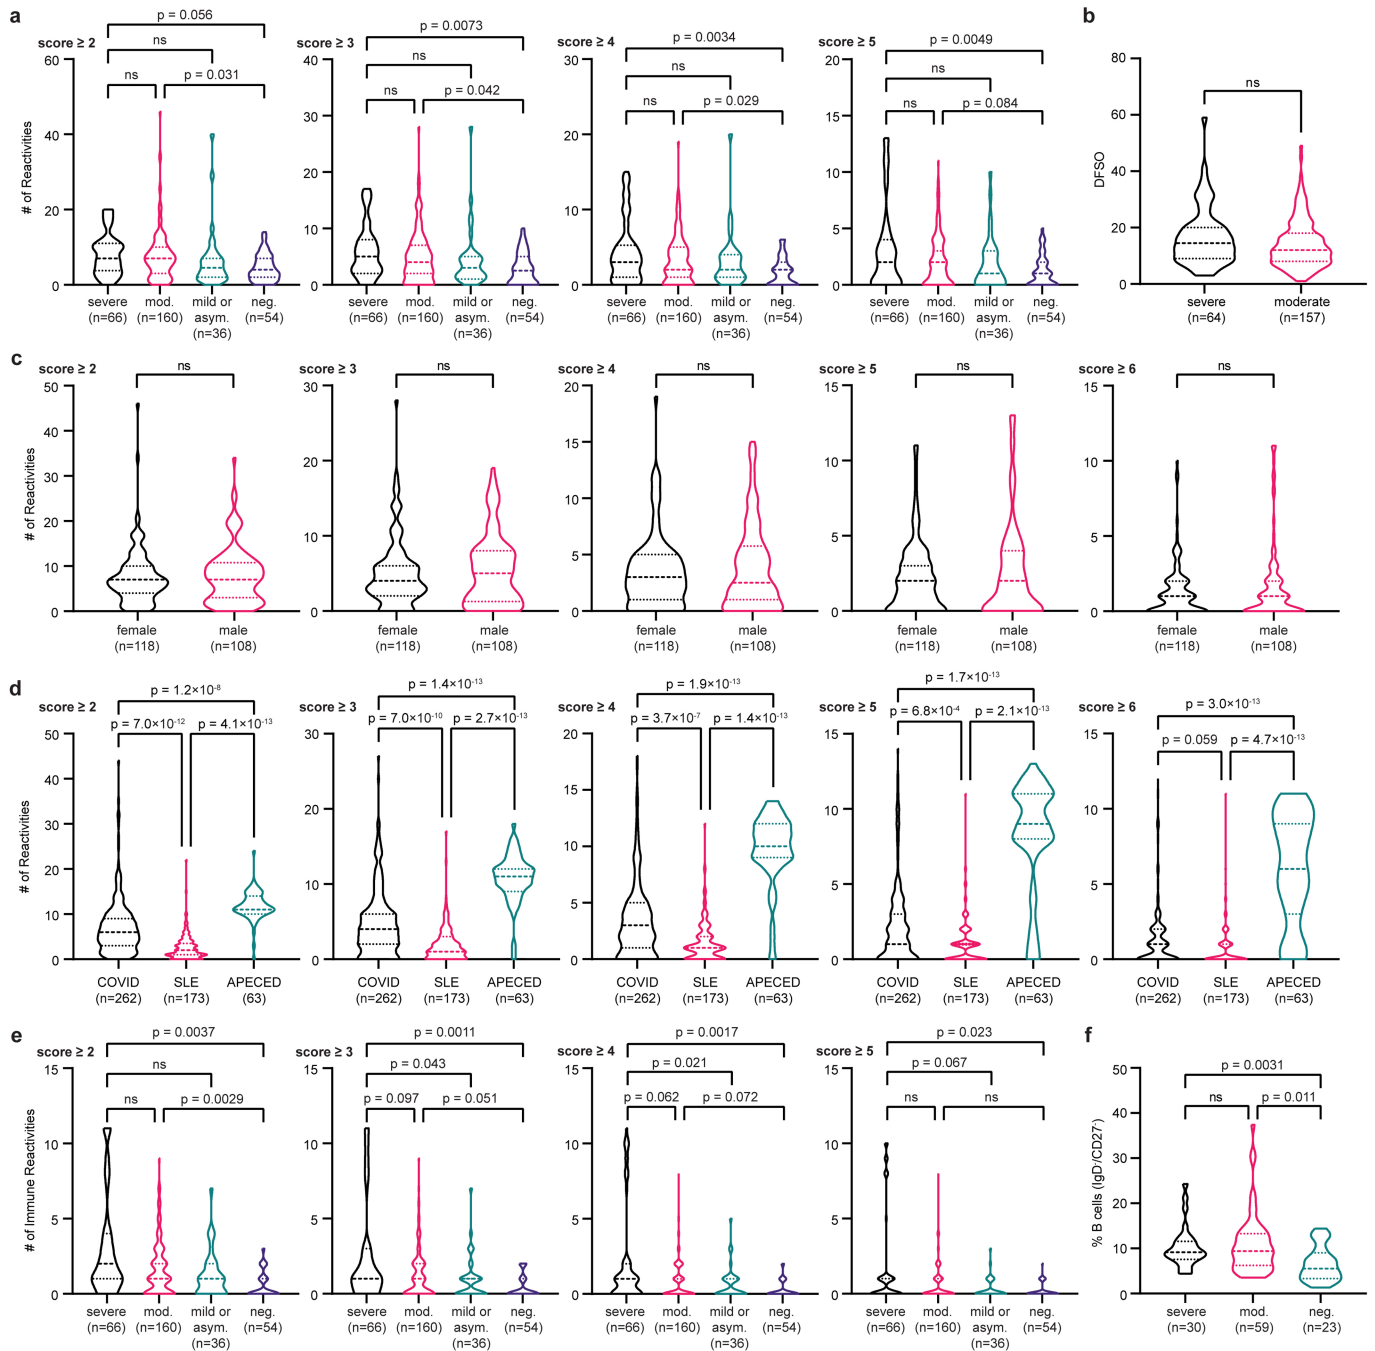 a
score ≥ 2
p = 0.056
ns
ns
p = 0.031
# of Reactivities
60
40
20
0
severe
(n=66)
mod.
(n=160)
mild or
asym.
(n=36)
neg.
(n=54)
score ≥ 3
p = 0.0073
ns
ns
p = 0.042
40
30
20
10
0
severe
(n=66)
mod.
(n=160)
mild or
asym.
(n=36)
neg.
(n=54)
score ≥ 4
p = 0.0034
ns
ns
p = 0.029
30
20
10
0
severe
(n=66)
mod.
(n=160)
mild or
asym.
(n=36)
neg.
(n=54)
score ≥ 5
p = 0.0049
ns
ns
p = 0.084
20
15
10
5
0
severe
(n=66)
mod.
(n=160)
mild or
asym.
(n=36)
neg.
(n=54)
b
ns
DFSO
80
60
40
20
0
severe
(n=64)
moderate
(n=157)
c
score ≥ 2
ns
# of Reactivities
50
40
30
20
10
0
female
(n=118)
male
(n=108)
score ≥ 3
ns
30
20
10
0
female
(n=118)
male
(n=108)
score ≥ 4
ns
20
15
10
5
0
female
(n=118)
male
(n=108)
score ≥ 5
ns
15
10
5
0
female
(n=118)
male
(n=108)
score ≥ 6
ns
15
10
5
0
female
(n=118)
male
(n=108)
d
score ≥ 2
p = 1.2×10⁻⁸
p = 7.0×10⁻¹²
p = 4.1×10⁻¹³
# of Reactivities
50
40
30
20
10
0
COVID
(n=262)
SLE
(n=173)
APECED
(n=63)
score ≥ 3
p = 1.4×10⁻¹³
p = 7.0×10⁻¹⁰
p = 2.7×10⁻¹³
30
20
10
0
COVID
(n=262)
SLE
(n=173)
APECED
(n=63)
score ≥ 4
p = 1.9×10⁻¹³
p = 3.7×10⁻⁷
p = 1.4×10⁻¹³
20
15
10
5
0
COVID
(n=262)
SLE
(n=173)
APECED
(n=63)
score ≥ 5
p = 1.7×10⁻¹³
p = 6.8×10⁻⁴
p = 2.1×10⁻¹³
15
10
5
0
COVID
(n=262)
SLE
(n=173)
APECED
(n=63)
score ≥ 6
p = 3.0×10⁻¹³
p = 0.059
p = 4.7×10⁻¹³
15
10
5
0
COVID
(n=262)
SLE
(n=173)
APECED
(n=63)
e
score ≥ 2
p = 0.0037
ns
ns
p = 0.0029
# of Immune Reactivities
15
10
5
0
severe
(n=66)
mod.
(n=160)
mild or
asym.
(n=36)
neg.
(n=54)
score ≥ 3
p = 0.0011
p = 0.043
p = 0.097
p = 0.051
15
10
5
0
severe
(n=66)
mod.
(n=160)
mild or
asym.
(n=36)
neg.
(n=54)
score ≥ 4
p = 0.0017
p = 0.021
p = 0.062
p = 0.072
15
10
5
0
severe
(n=66)
mod.
(n=160)
mild or
asym.
(n=36)
neg.
(n=54)
score ≥ 5
p = 0.023
p = 0.067
ns
ns
15
10
5
0
severe
(n=66)
mod.
(n=160)
mild or
asym.
(n=36)
neg.
(n=54)
f
p = 0.0031
ns
p = 0.011
% B cells (IgD⁻/CD27⁻)
50
40
30
20
10
0
severe
(n=30)
mod.
(n=59)
neg.
(n=23)